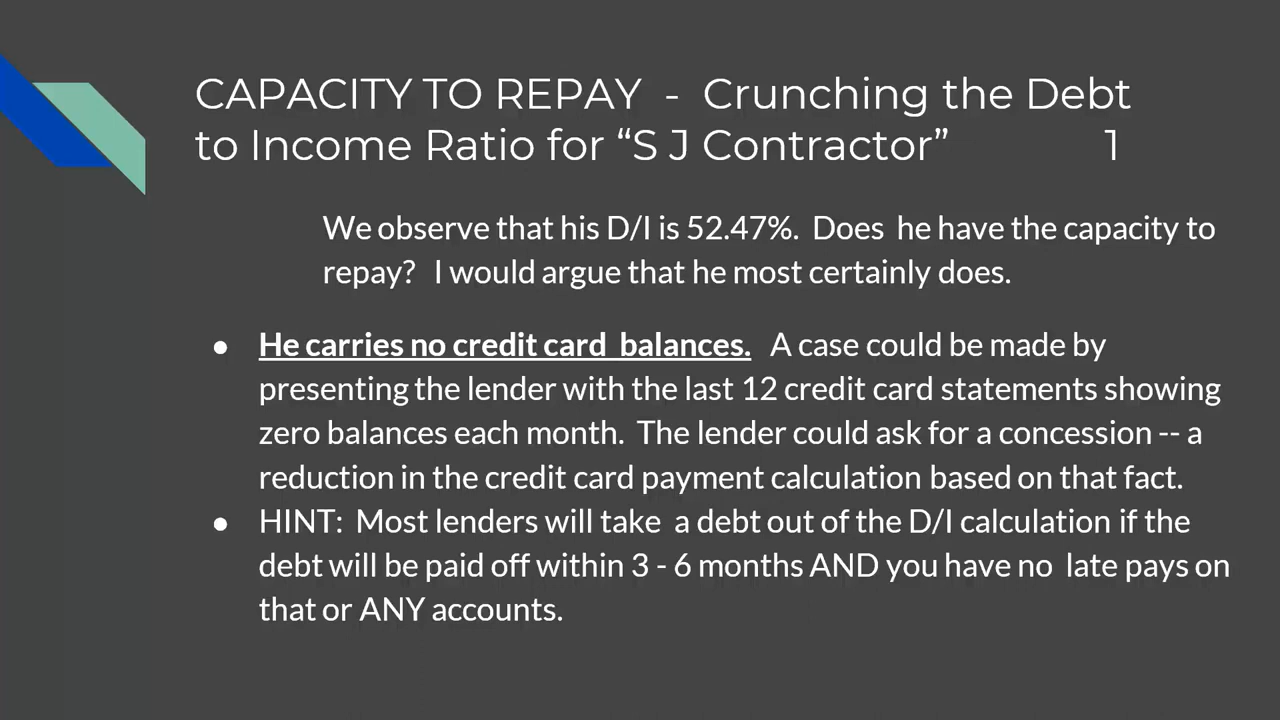 CAPACITY TO REPAY - Crunching the Debt
to Income Ratio for “S J Contractor” 1
We observe that his D/I is 52.47%. Does he have the capacity to
repay? I would argue that he most certainly does.
● He carries no credit card balances. A case could be made by
presenting the lender with the last 12 credit card statements showing
zero balances each month. The lender could ask for a concession -- a
reduction in the credit card payment calculation based on that fact.
● HINT: Most lenders will take a debt out of the D/I calculation if the
debt will be paid off within 3 - 6 months AND you have no late pays on
that or ANY accounts.